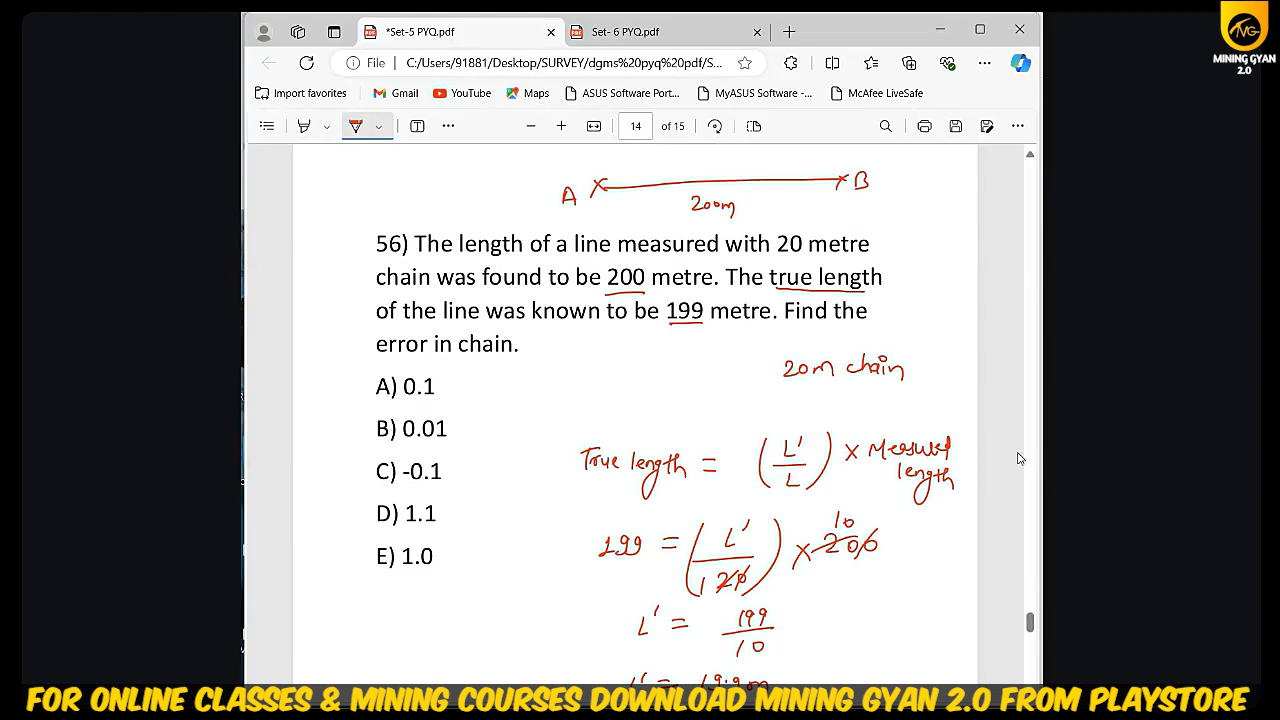 *Set-5 PYQ.pdf
Set- 6 PYQ.pdf
File
C:/Users/91881/Desktop/SURVEY/dgms%20pyq%20pdf/S...
MINING GYAN
2.0
Import favorites
Gmail
YouTube
Maps
ASUS Software Port...
MyASUS Software -...
McAfee LiveSafe
14 of 15
A
B
200m
56) The length of a line measured with 20 metre
chain was found to be 200 metre. The true length
of the line was known to be 199 metre. Find the
error in chain.
20m chain
A) 0.1
B) 0.01
C) -0.1
D) 1.1
E) 1.0
True length = (L'/L) × Measured
length
199 = (L'/20) × 200
1
10
L' = 199/10
L' = 19.9m
FOR ONLINE CLASSES & MINING COURSES DOWNLOAD MINING GYAN 2.0 FROM PLAYSTORE